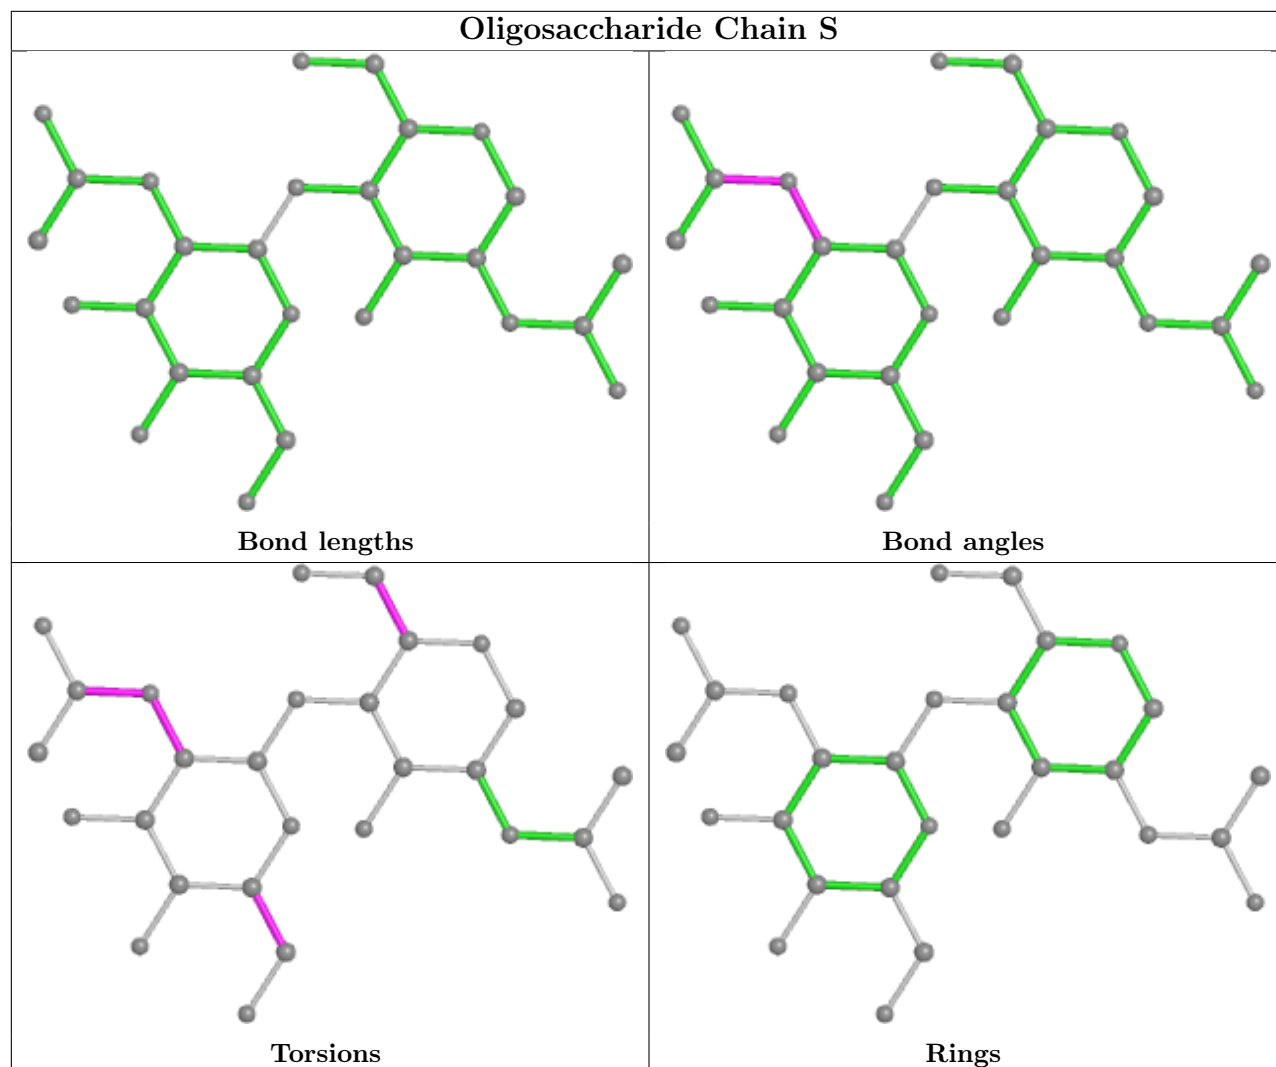 Oligosaccharide Chain S
Bond lengths
Bond angles
Torsions
Rings